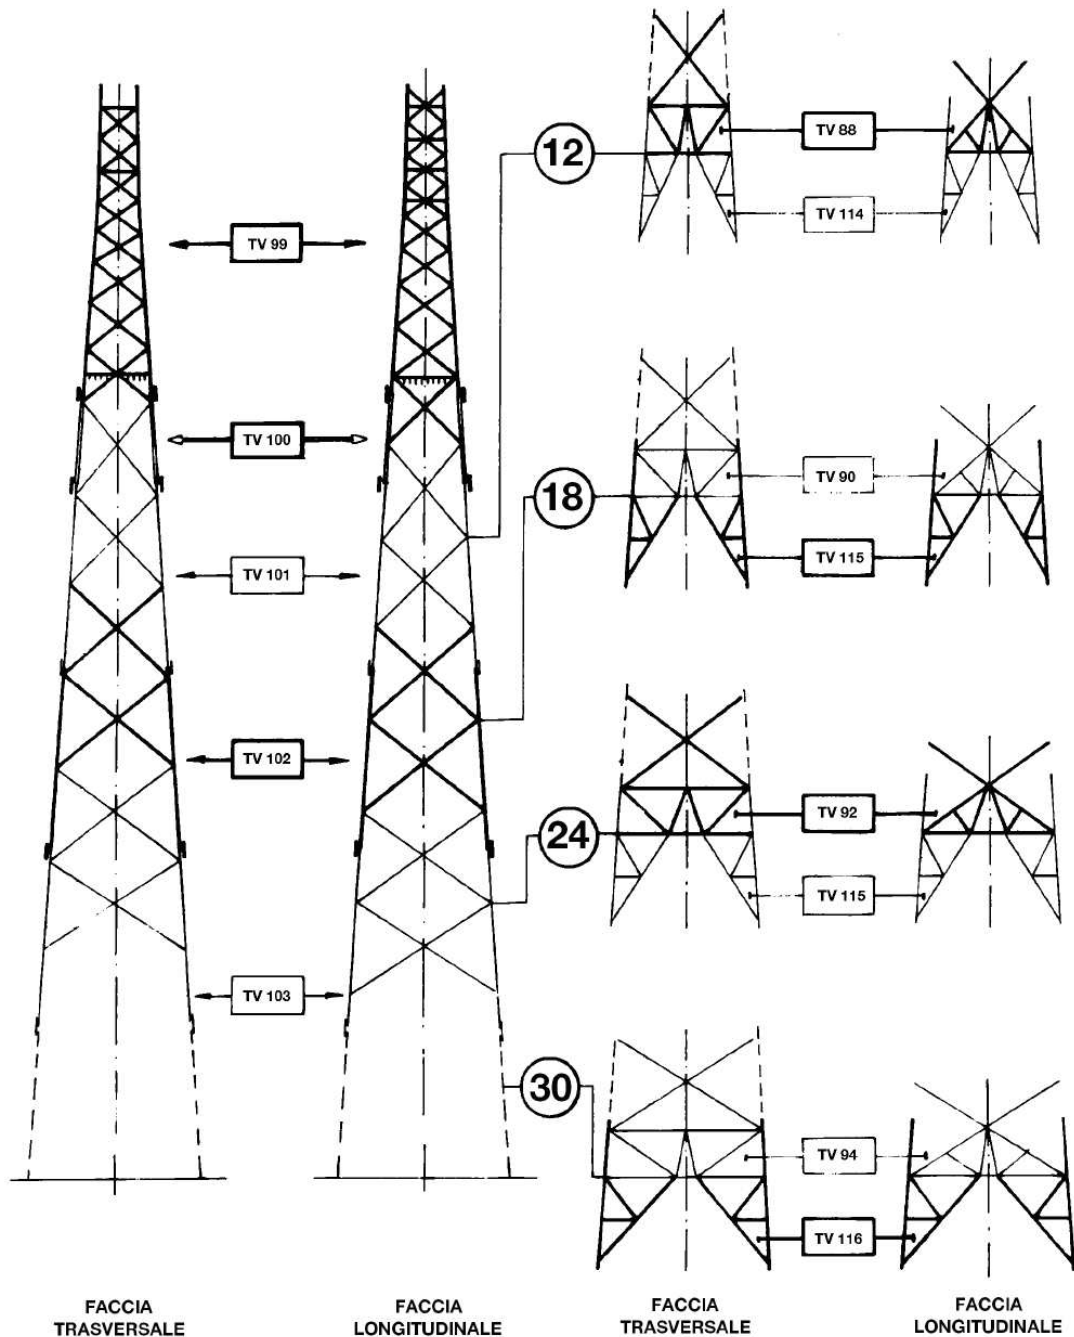 TV 99
TV 100
TV 101
TV 102
TV 103
12
TV 88
TV 114
18
TV 90
TV 115
24
TV 92
TV 115
30
TV 94
TV 116
FACCIA
TRASVERSALE
FACCIA
LONGITUDINALE
FACCIA
TRASVERSALE
FACCIA
LONGITUDINALE